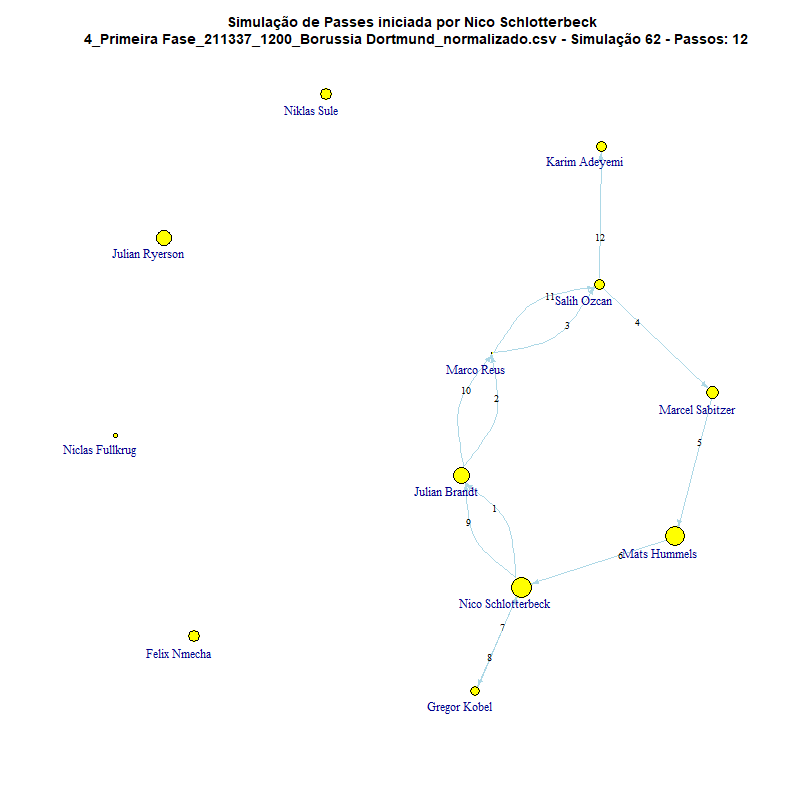 Simulação de Passes iniciada por Nico Schlotterbeck
4_Primeira Fase_211337_1200_Borussia Dortmund_normalizado.csv - Simulação 62 - Passos: 12
Niklas Sule
Karim Adeyemi
12
Julian Ryerson
11
Salih Ozcan
3
4
Marco Reus
10
2
Marcel Sabitzer
Niclas Fullkrug
5
Julian Brandt
1
9
6
Mats Hummels
Nico Schlotterbeck
7
Felix Nmecha
8
Gregor Kobel